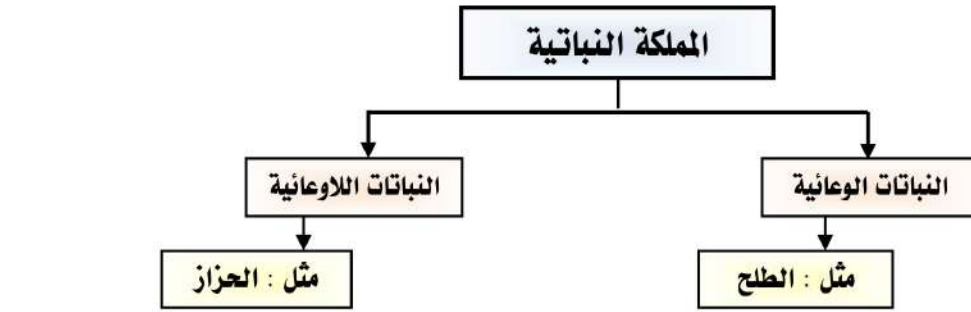 المملكة النباتية
النباتات الوعائية
النباتات اللاوعائية
مثل : الطلح
مثل : الحزاز